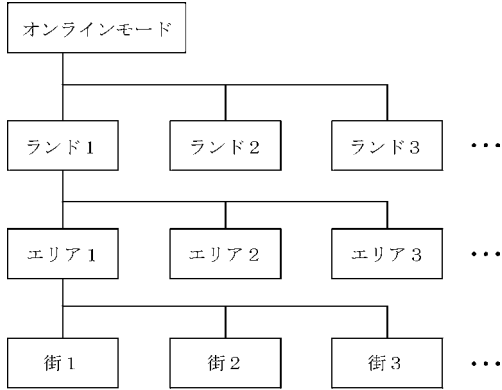 オンラインモード
ランド１ ランド２ ランド３ ･･･
エリア１ エリア２ エリア３ ･･･
街１ 街２ 街３ ･･･